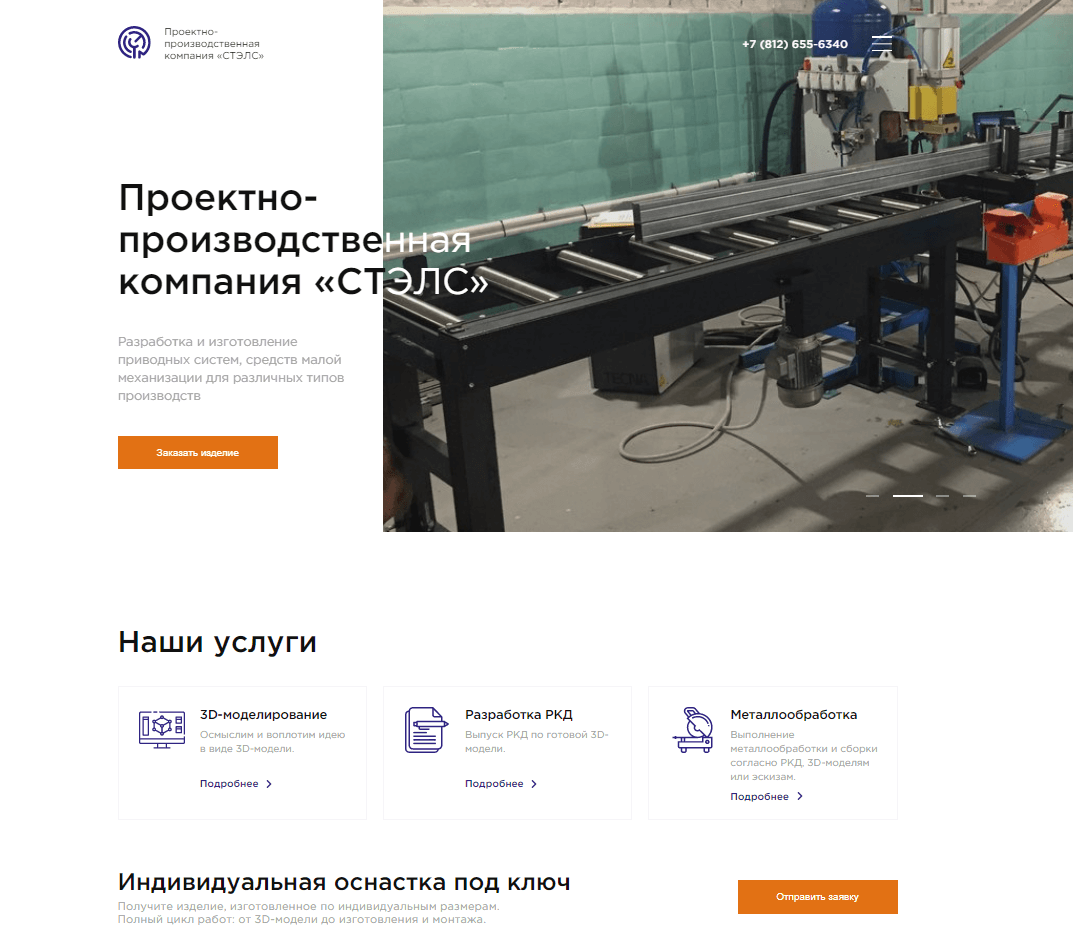 Проектно-
производственная
компания «СТЭЛС»
+7 (812) 655-6340
Проектно-
производственная
компания «СТЭЛС»
Разработка и изготовление
приводных систем, средств малой
механизации для различных типов
производств
Заказать изделие
TECNA
Наши услуги
3D-моделирование
Осмыслим и воплотим идею
в виде 3D-модели.
Подробнее
Разработка РКД
Выпуск РКД по готовой 3D-
модели.
Подробнее
Металлообработка
Выполнение
металлообработки и сборки
согласно РКД, 3D-моделям
или эскизам.
Подробнее
Индивидуальная оснастка под ключ
Получите изделие, изготовленное по индивидуальным размерам.
Полный цикл работ: от 3D-модели до изготовления и монтажа.
Отправить заявку